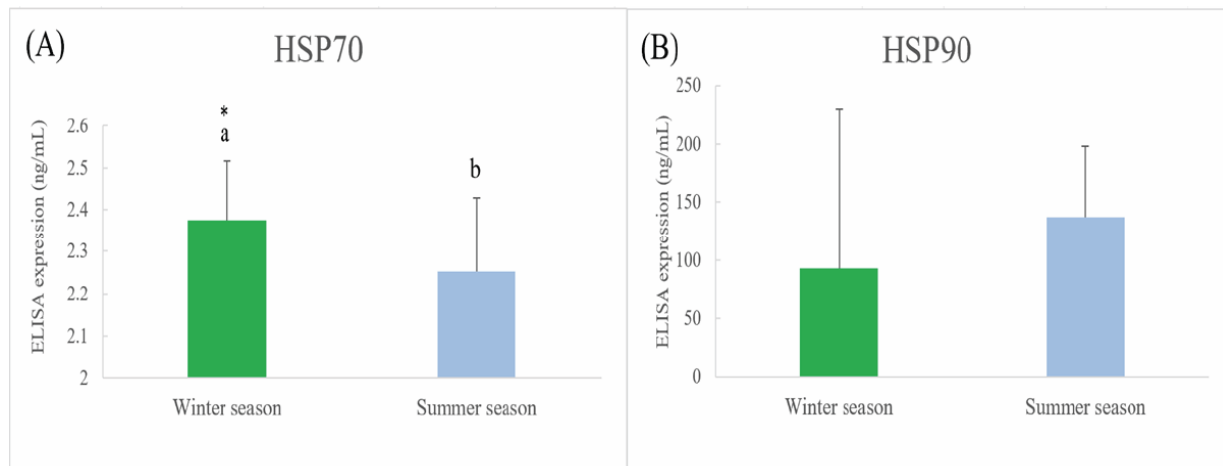 (A)
HSP70
ELISA expression (ng/mL)
2.6
2.5
2.4
2.3
2.2
2.1
2
*
a
b
Winter season
Summer season
(B)
HSP90
ELISA expression (ng/mL)
250
200
150
100
50
0
Winter season
Summer season